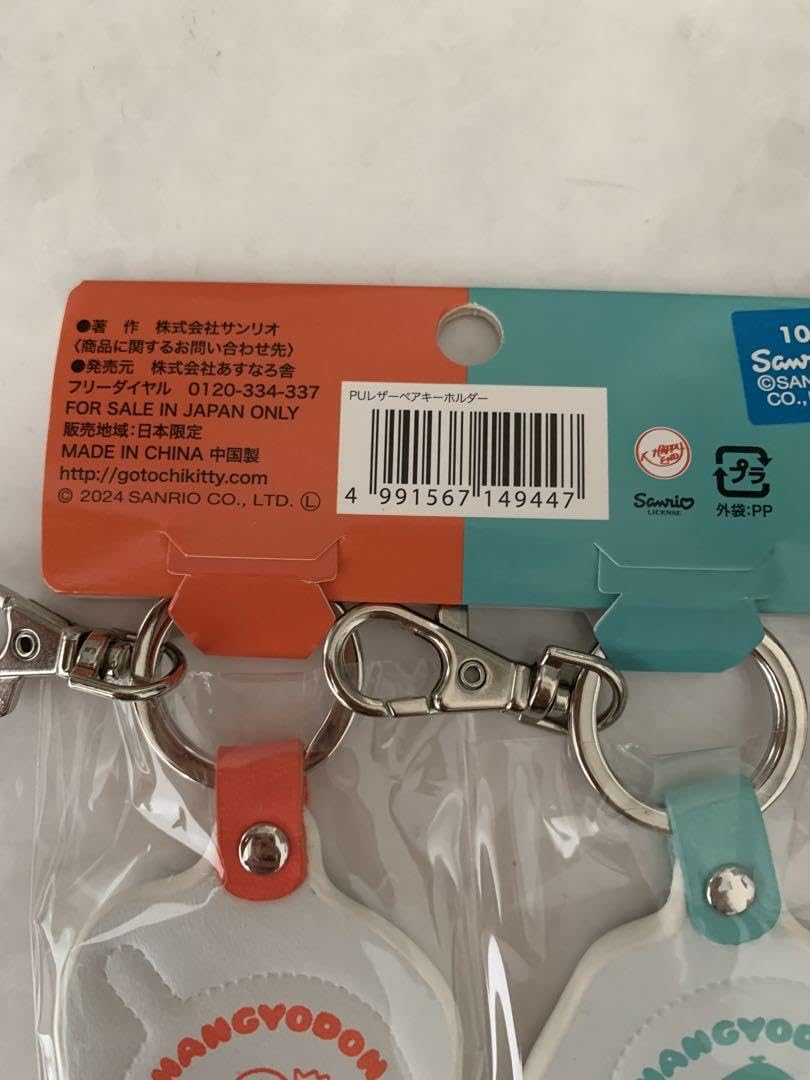 ●著　作　株式会社サンリオ
〈商品に関するお問い合わせ先〉
●発売元　株式会社あすなろ舎
フリーダイヤル　0120-334-337
FOR SALE IN JAPAN ONLY
販売地域:日本限定
MADE IN CHINA 中国製
http://gotochikitty.com
© 2024 SANRIO CO., LTD. Ⓛ
PUレザーペアキーホルダー
4 991567 149447
HAPPY END
Sanrio
LICENSE
プラ
外袋:PP
10
HANGYODON